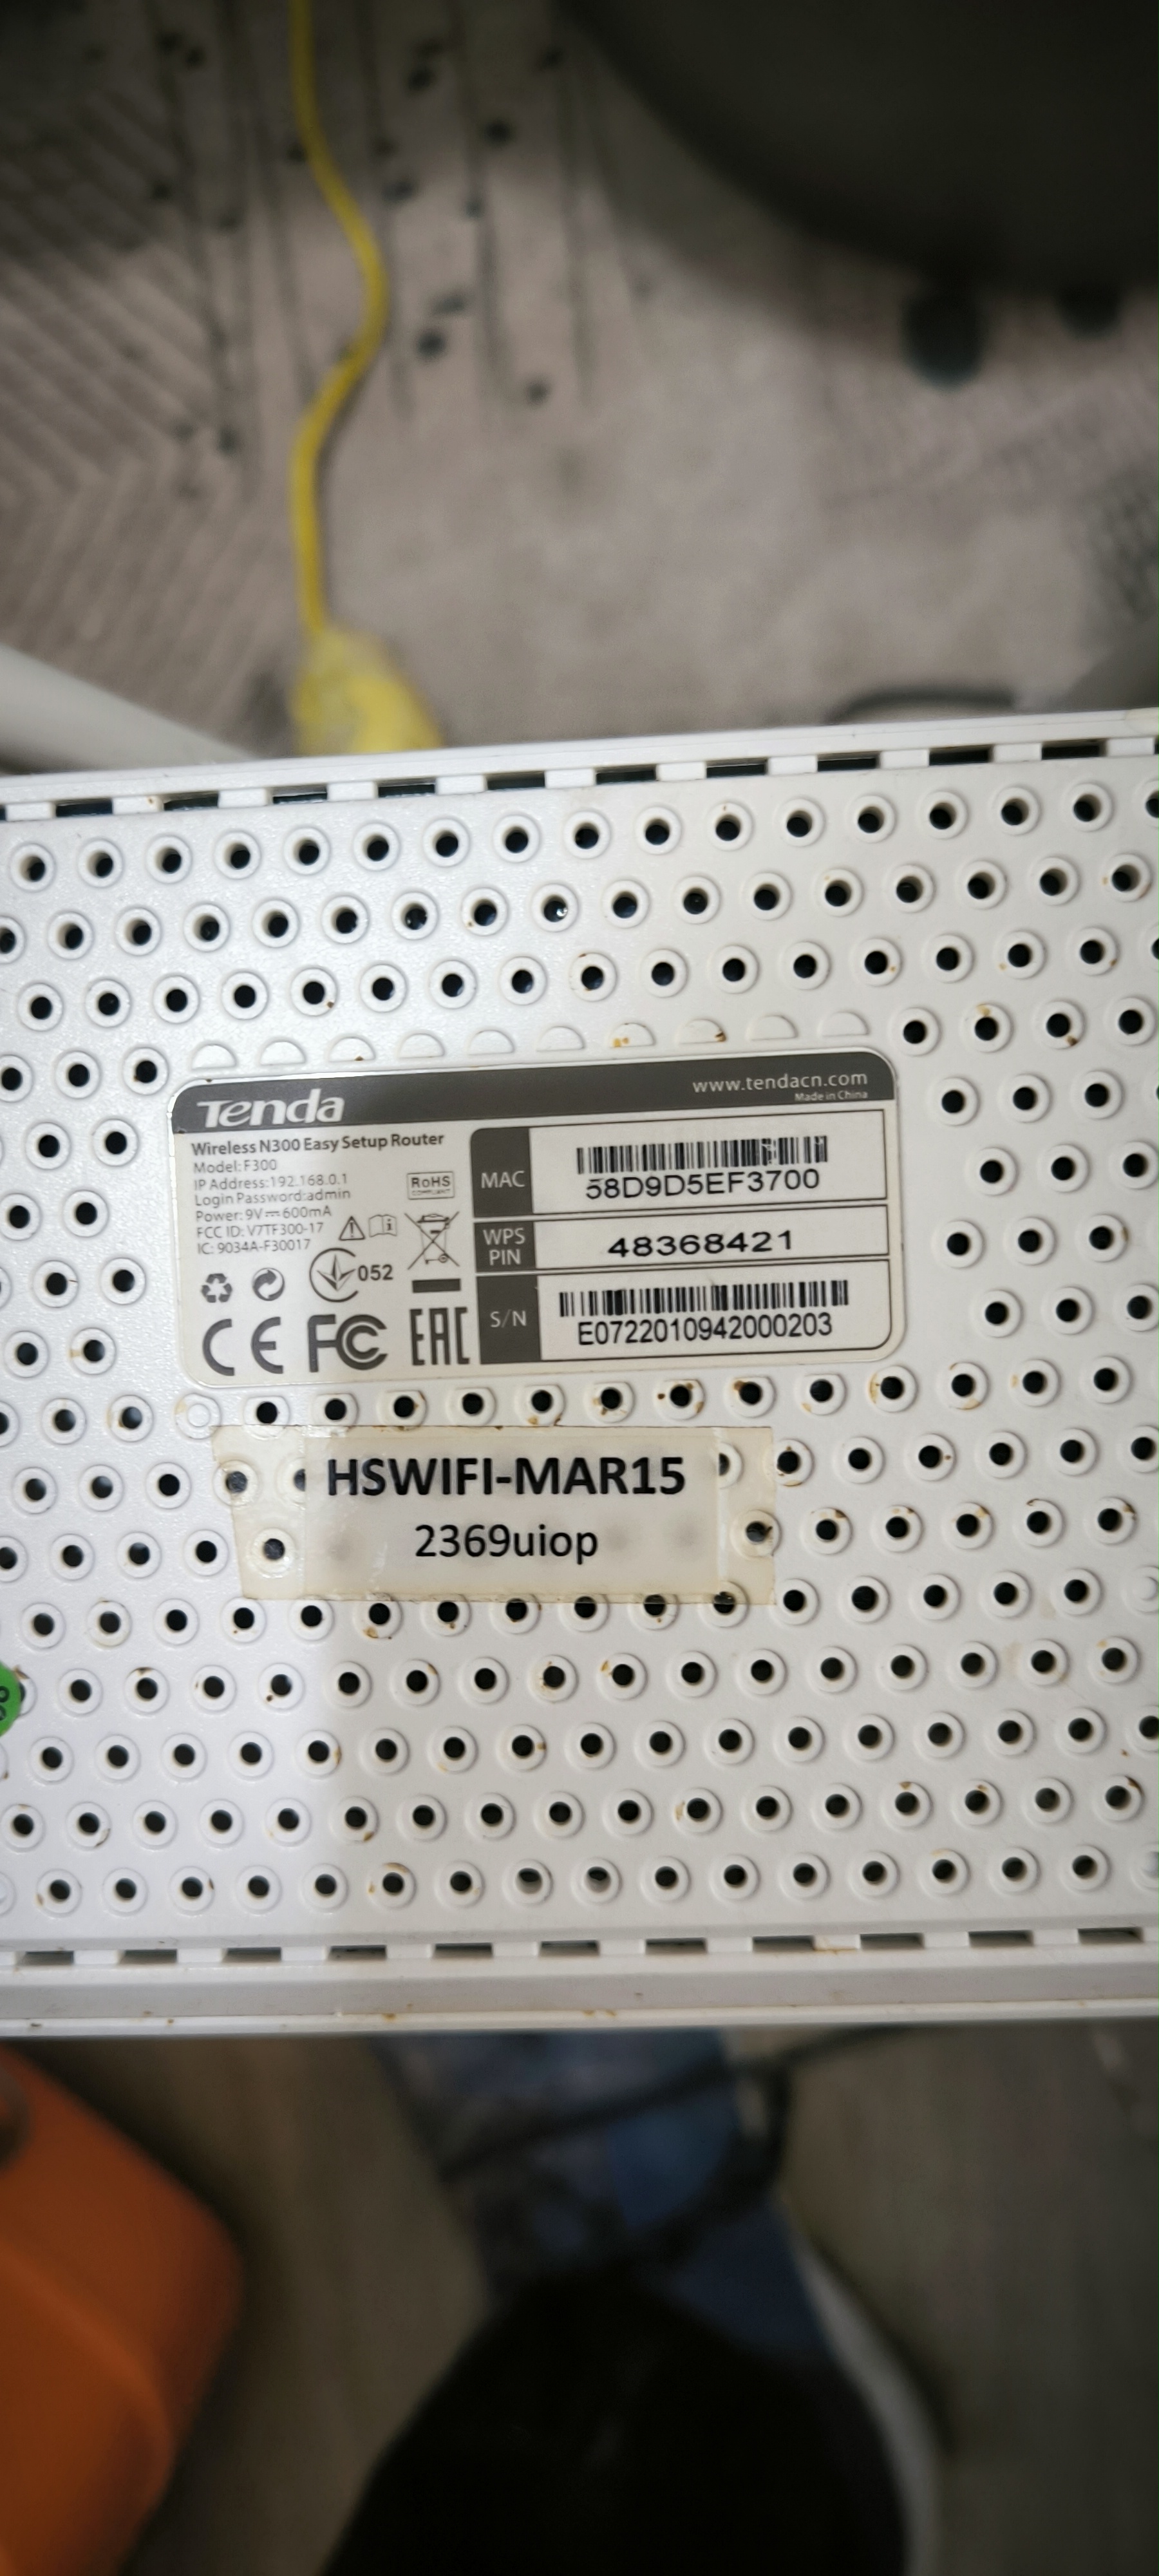 Tenda
www.tendacn.com
Made in China
Wireless N300 Easy Setup Router
Model: F300
IP Address:192.168.0.1
Login Password:admin
Power: 9V⎓600mA
FCC ID: V7TF300-17
IC: 9034A-F30017
RoHS
COMPLIANT
052
CE FC EAC
MAC
58D9D5EF3700
WPS
PIN
48368421
S/N
E0722010942000203
HSWIFI-MAR15
2369uiop